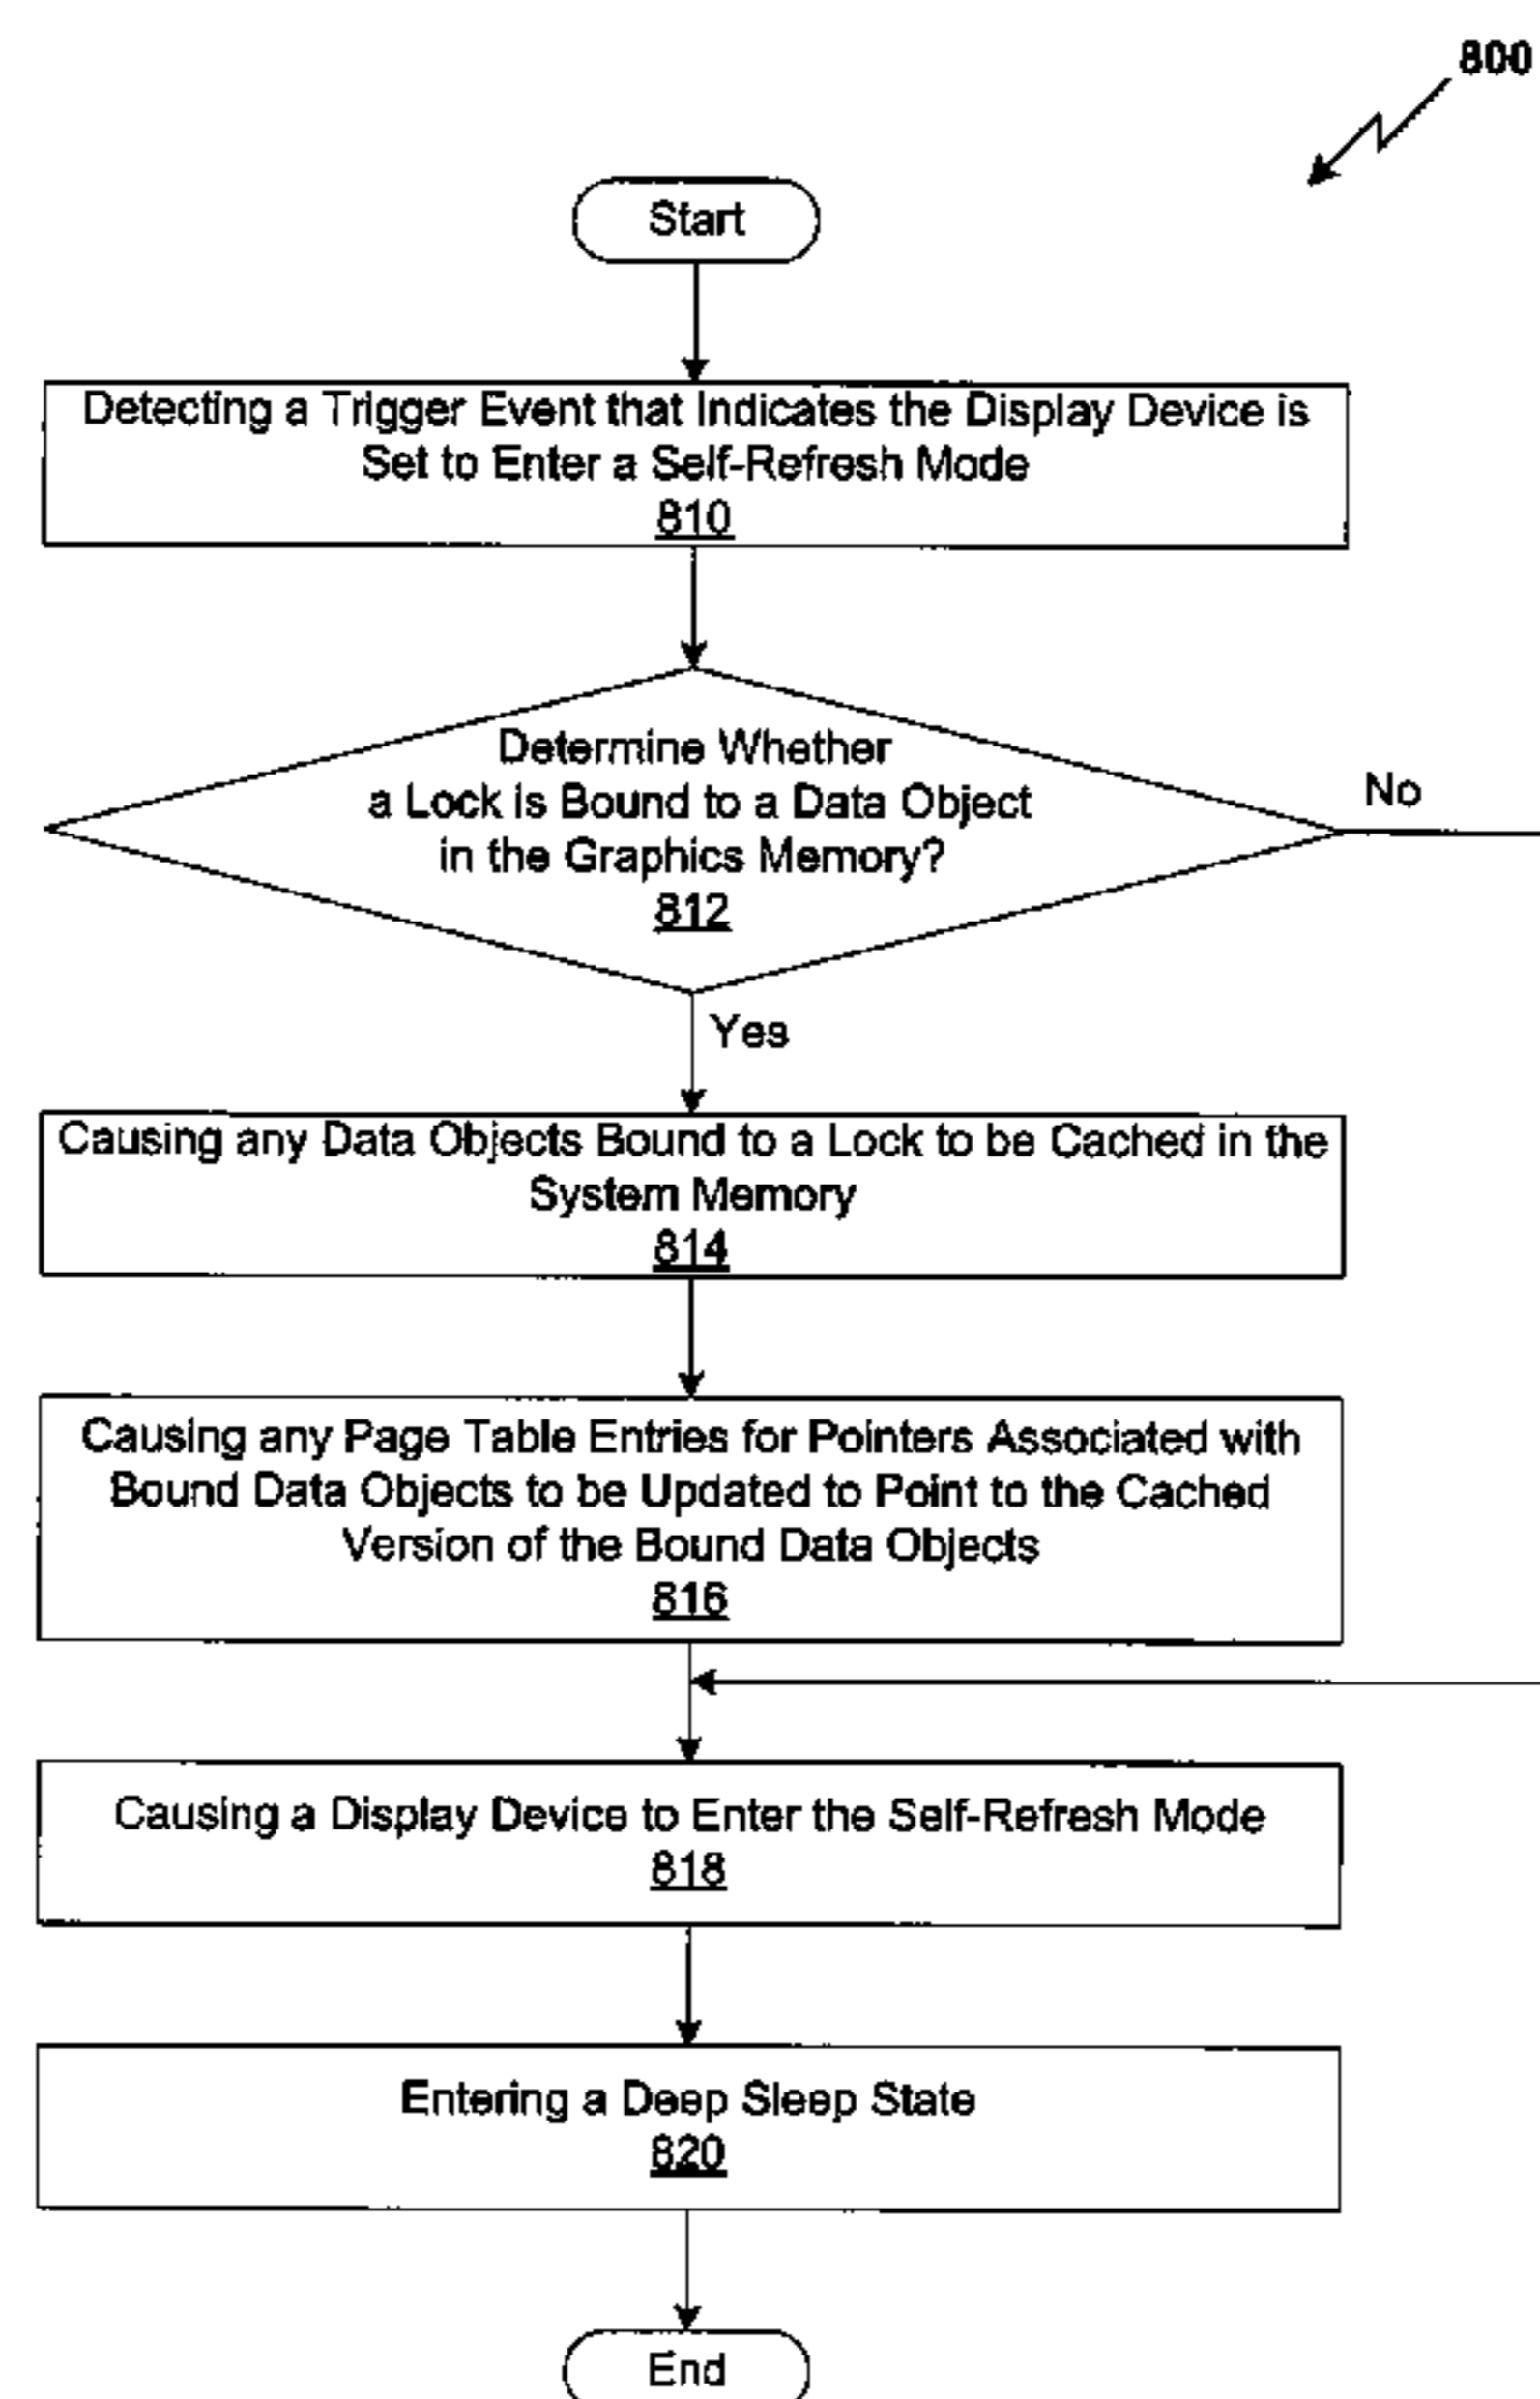 800
Start
Detecting a Trigger Event that Indicates the Display Device is
Set to Enter a Self-Refresh Mode
810
Determine Whether
a Lock is Bound to a Data Object
in the Graphics Memory?
812
No
Yes
Causing any Data Objects Bound to a Lock to be Cached in the
System Memory
814
Causing any Page Table Entries for Pointers Associated with
Bound Data Objects to be Updated to Point to the Cached
Version of the Bound Data Objects
816
Causing a Display Device to Enter the Self-Refresh Mode
818
Entering a Deep Sleep State
820
End